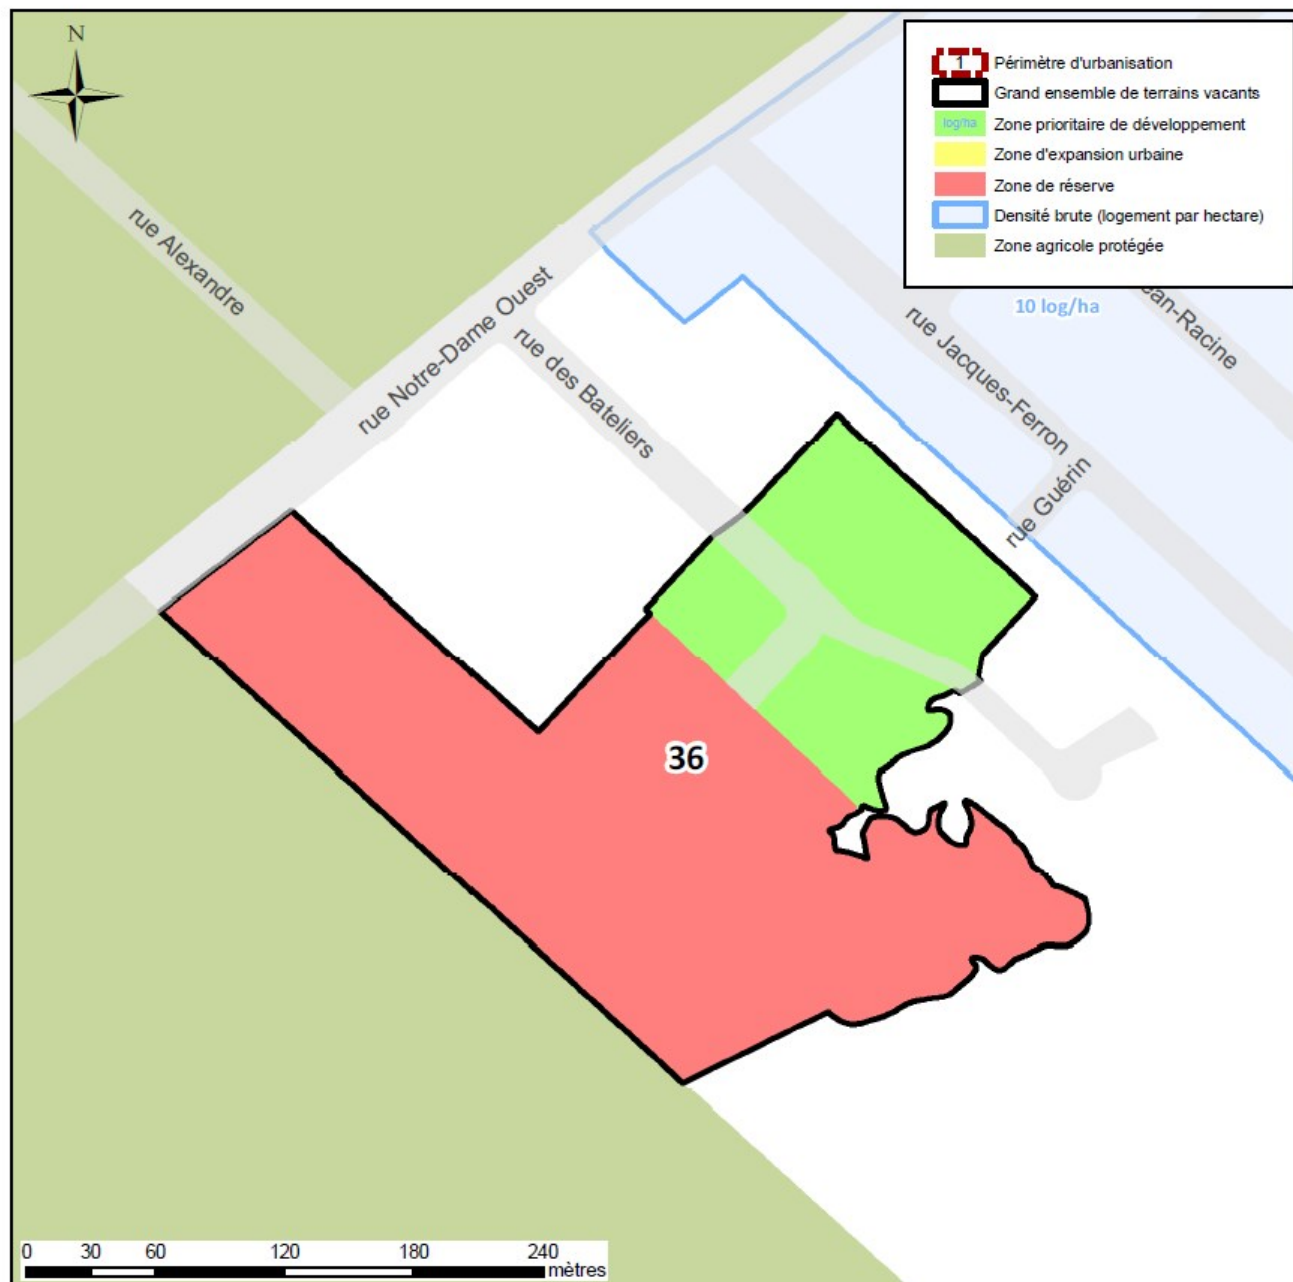 N
1
Périmètre d'urbanisation
Grand ensemble de terrains vacants
log/ha
Zone prioritaire de développement
Zone d'expansion urbaine
Zone de réserve
Densité brute (logement par hectare)
Zone agricole protégée
rue Alexandre
rue Notre-Dame Ouest
rue des Bateliers
10 log/ha
ean-Racine
rue Jacques-Ferron
rue Guérin
36
0 30 60 120 180 240
mètres